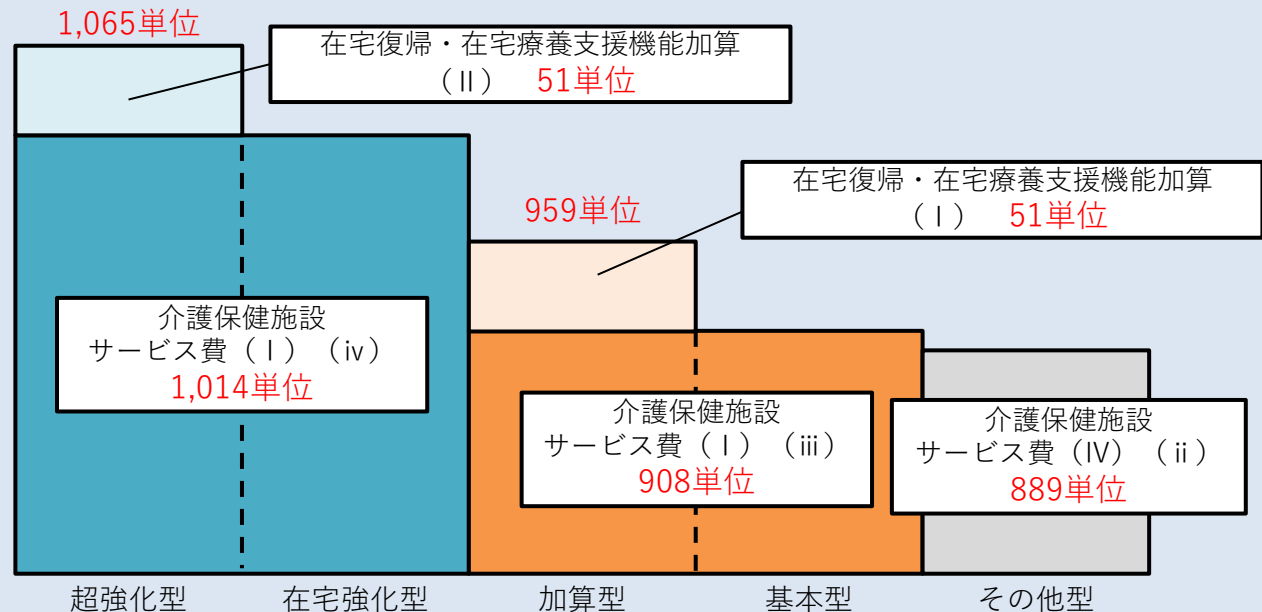 1,065単位
在宅復帰・在宅療養支援機能加算
（Ⅱ）　51単位
在宅復帰・在宅療養支援機能加算
（Ⅰ）　51単位
959単位
介護保健施設
サービス費（Ⅰ）（ⅳ）
1,014単位
介護保健施設
サービス費（Ⅰ）（ⅲ）
908単位
介護保健施設
サービス費（Ⅳ）（ⅱ）
889単位
超強化型
在宅強化型
加算型
基本型
その他型